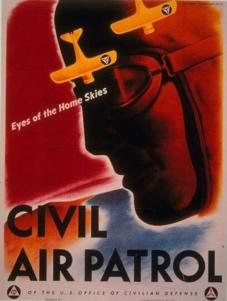 Eyes of the Home Skies
CIVIL
AIR PATROL
OF THE U.S. OFFICE OF CIVILIAN DEFENSE